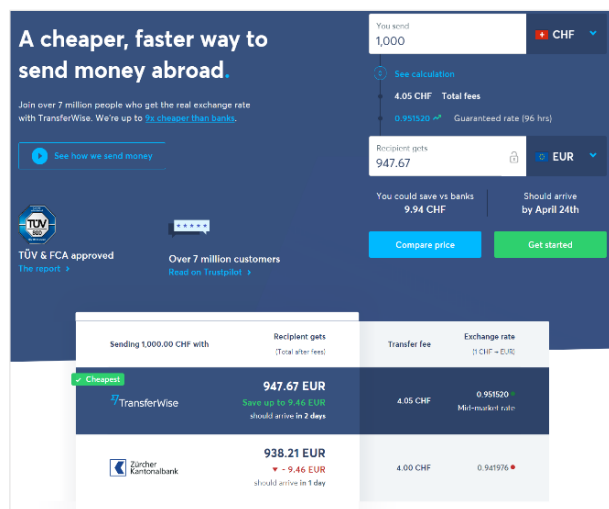 A cheaper, faster way to
send money abroad.
Join over 7 million people who get the real exchange rate
with TransferWise. We're up to 9x cheaper than banks.
See how we send money
TÜV
SÜD
TÜV & FCA approved
The report >
Over 7 million customers
Read on Trustpilot >
You send
1,000
CHF
See calculation
4.05 CHF Total fees
0.951520 Guaranteed rate (96 hrs)
Recipient gets
947.67
EUR
You could save vs banks
9.94 CHF
Should arrive
by April 24th
Compare price
Get started
Sending 1,000.00 CHF with
Recipient gets
(Total after fees)
Transfer fee
Exchange rate
(1 CHF → EUR)
Cheapest
TransferWise
947.67 EUR
Save up to 9.46 EUR
should arrive in 2 days
4.05 CHF
0.951520
Mid-market rate
Zürcher
Kantonalbank
938.21 EUR
▼ - 9.46 EUR
should arrive in 1 day
4.00 CHF
0.941976